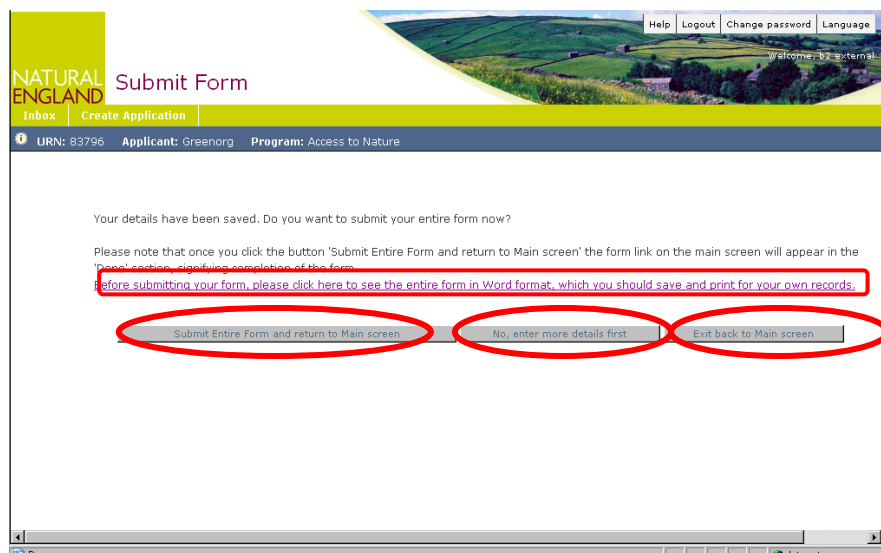 Help Logout Change password Language
Welcome, b2 external
NATURAL
ENGLAND
Submit Form
Inbox Create Application
URN: 83796 Applicant: Greenorg Program: Access to Nature
Your details have been saved. Do you want to submit your entire form now?
Please note that once you click the button 'Submit Entire Form and return to Main screen' the form link on the main screen will appear in the
'Done' section, signifying completion of the form.
Before submitting your form, please click here to see the entire form in Word format, which you should save and print for your own records.
Submit Entire Form and return to Main screen No, enter more details first Exit back to Main screen